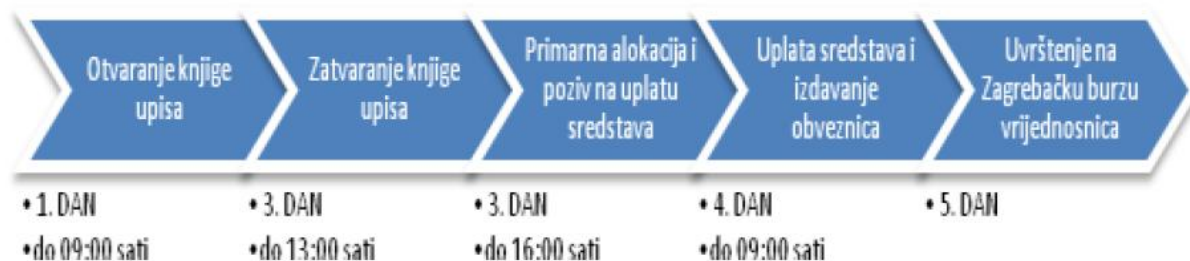 Otvaranje knjige
upisa
Zatvaranje knjige
upisa
Primarna alokacija i
poziv na uplatu
sredstava
Uplata sredstava i
izdavanje
obveznica
Uvrštenje na
Zagrebačku burzu
vrijednosnica
• 1. DAN
•do 09:00 sati
• 3. DAN
•do 13:00 sati
• 3. DAN
•do 16:00 sati
• 4. DAN
•do 09:00 sati
• 5. DAN